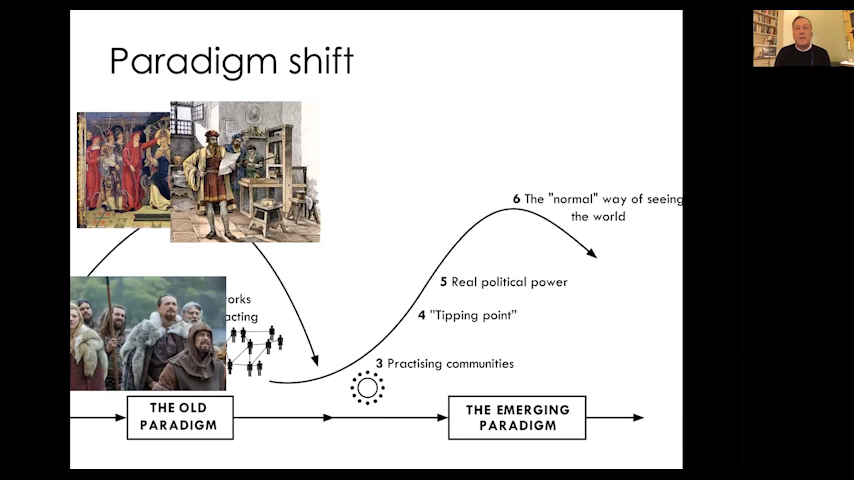 Paradigm shift
6 The "normal" way of seeing
the world
5 Real political power
4 "Tipping point"
3 Practising communities
acting
THE OLD
PARADIGM
THE EMERGING
PARADIGM